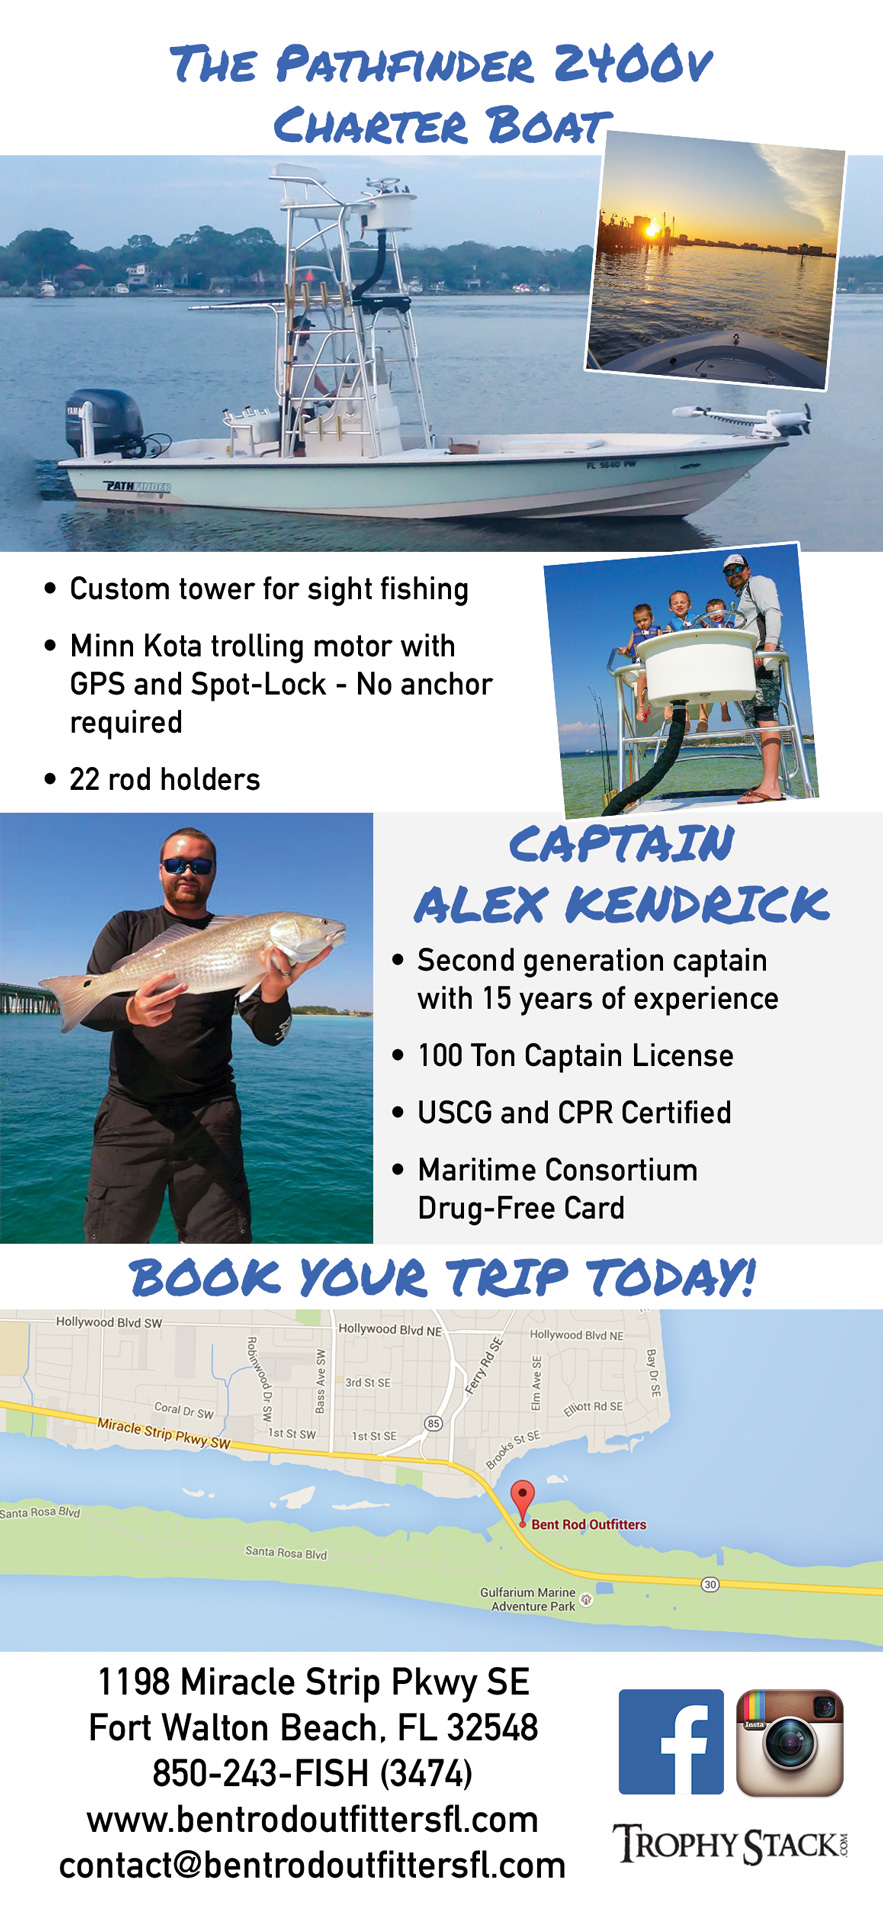 The Pathfinder 2400v
Charter Boat
YAMA
PATHFINDER
FL 5640 PW
• Custom tower for sight fishing
• Minn Kota trolling motor with
GPS and Spot-Lock - No anchor
required
• 22 rod holders
CAPTAIN
ALEX KENDRICK
• Second generation captain
with 15 years of experience
• 100 Ton Captain License
• USCG and CPR Certified
• Maritime Consortium
Drug-Free Card
BOOK YOUR TRIP TODAY!
Hollywood Blvd SW
Hollywood Blvd NE
Hollywood Blvd NE
Robinwood Dr SW
Bass Ave SW
Ferry Rd SE
Elm Ave SE
Bay Dr SE
3rd St SE
Coral Dr SW
Elliott Rd SE
Miracle Strip Pkwy SW
1st St SW
1st St SE
85
Brooks St SE
Santa Rosa Blvd
Bent Rod Outfitters
Santa Rosa Blvd
30
Gulfarium Marine
Adventure Park
1198 Miracle Strip Pkwy SE
Fort Walton Beach, FL 32548
850-243-FISH (3474)
www.bentrodoutfittersfl.com
contact@bentrodoutfittersfl.com
f
Insta
TROPHY STACK.COM